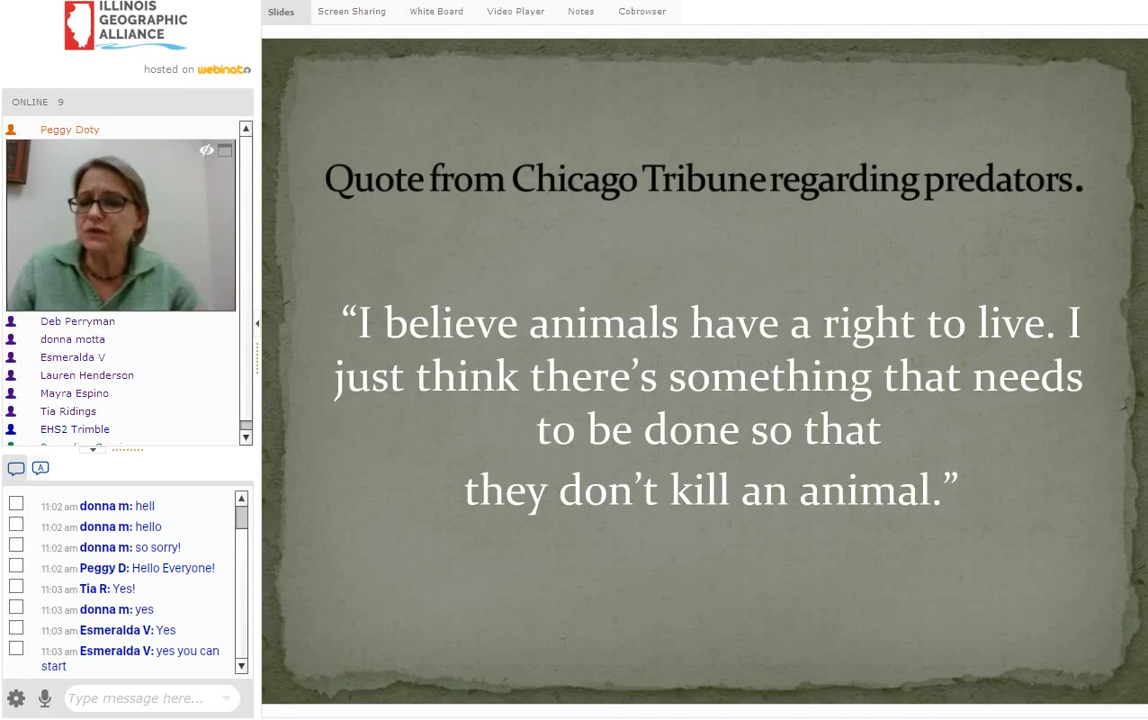 ILLINOIS
GEOGRAPHIC
ALLIANCE
hosted on webinato
ONLINE 9
Peggy Doty
Deb Perryman
donna motta
Esmeralda V
Lauren Henderson
Mayra Espino
Tia Ridings
EHS2 Trimble
A
11:02 am donna m: hell
11:02 am donna m: hello
11:02 am donna m: so sorry!
11:02 am Peggy D: Hello Everyone!
11:03 am Tia R: Yes!
11:03 am donna m: yes
11:03 am Esmeralda V: Yes
11:03 am Esmeralda V: yes you can
start
Type message here...
Slides Screen Sharing White Board Video Player Notes Cobrowser
Quote from Chicago Tribune regarding predators.
“I believe animals have a right to live. I
just think there’s something that needs
to be done so that
they don’t kill an animal.”